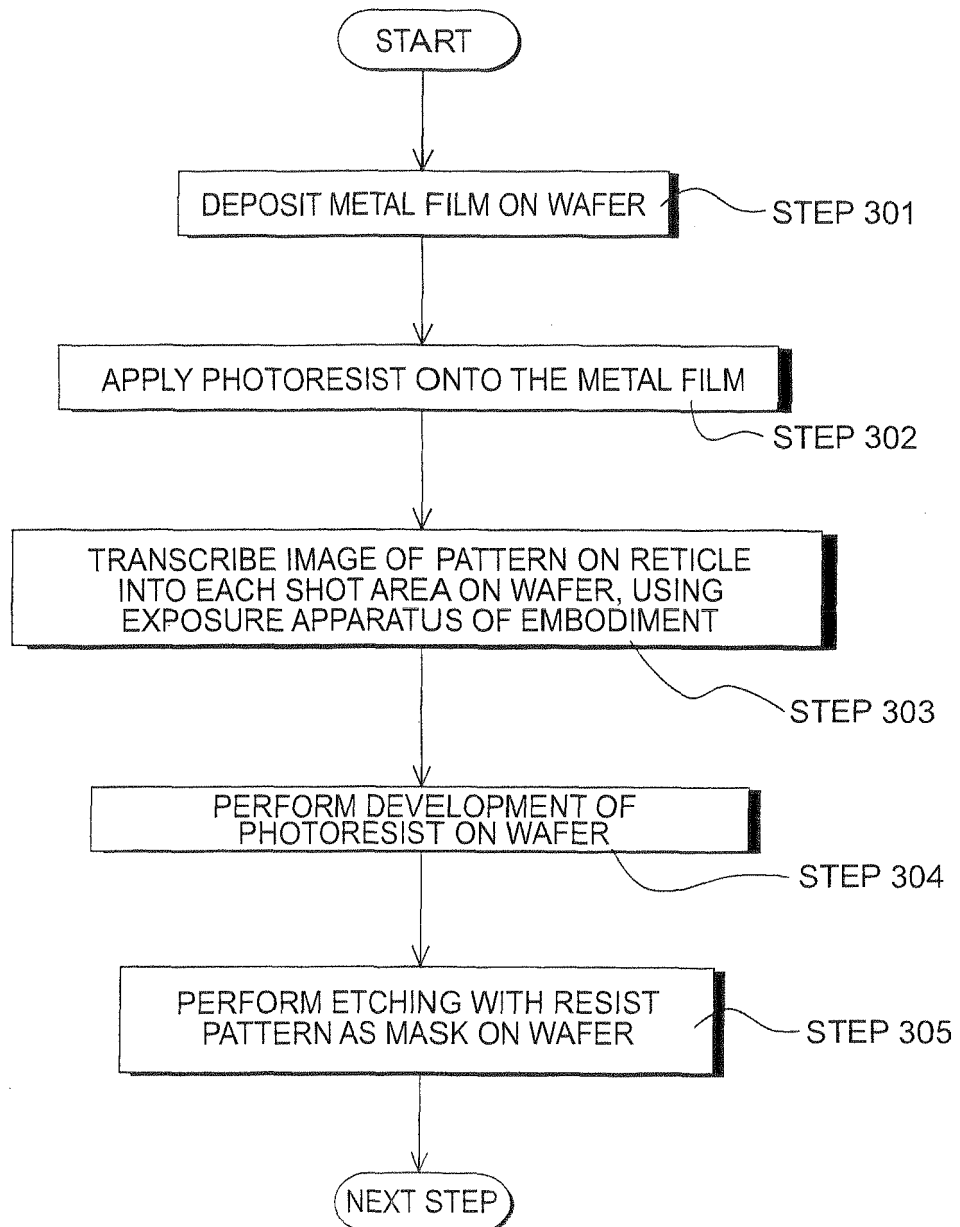 START
DEPOSIT METAL FILM ON WAFER
STEP 301
APPLY PHOTORESIST ONTO THE METAL FILM
STEP 302
TRANSCRIBE IMAGE OF PATTERN ON RETICLE
INTO EACH SHOT AREA ON WAFER, USING
EXPOSURE APPARATUS OF EMBODIMENT
STEP 303
PERFORM DEVELOPMENT OF
PHOTORESIST ON WAFER
STEP 304
PERFORM ETCHING WITH RESIST
PATTERN AS MASK ON WAFER
STEP 305
NEXT STEP